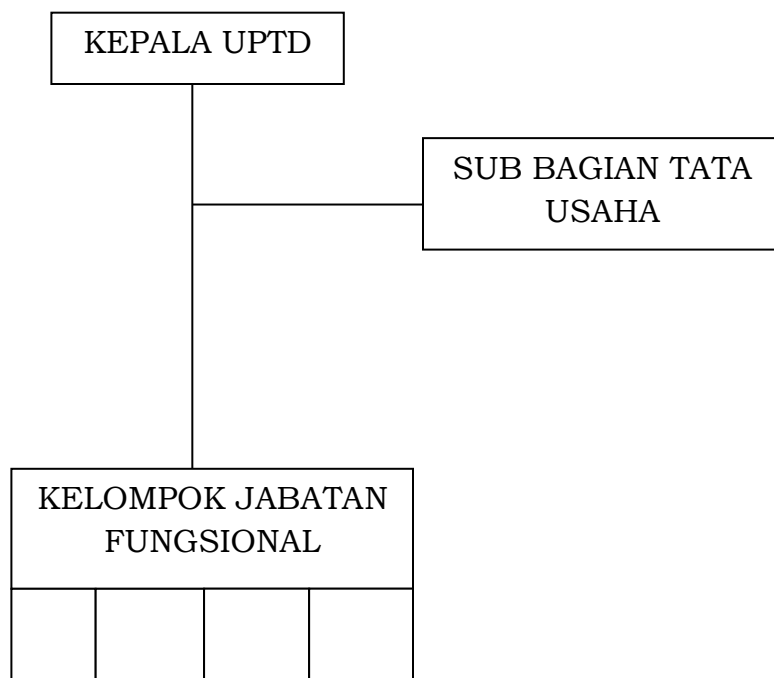 KEPALA UPTD
SUB BAGIAN TATA
USAHA
KELOMPOK JABATAN
FUNGSIONAL